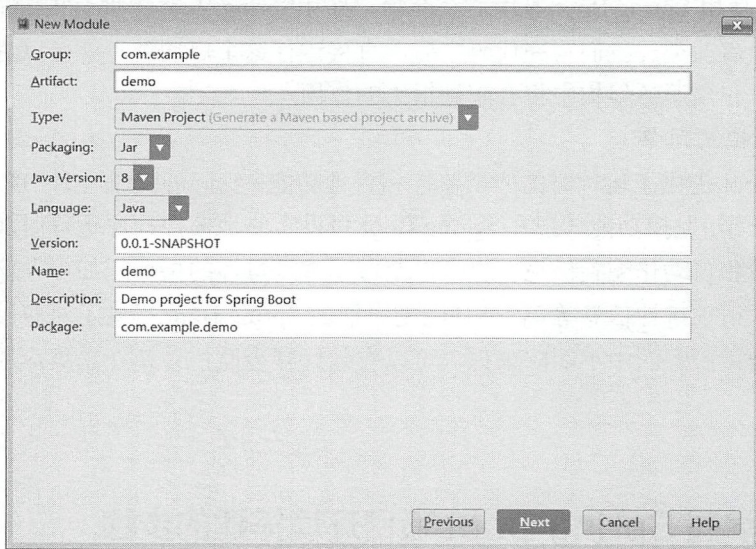 New Module
Group: com.example
Artifact: demo
Type: Maven Project (Generate a Maven based project archive)
Packaging: Jar
Java Version: 8
Language: Java
Version: 0.0.1-SNAPSHOT
Name: demo
Description: Demo project for Spring Boot
Package: com.example.demo
Previous Next Cancel Help